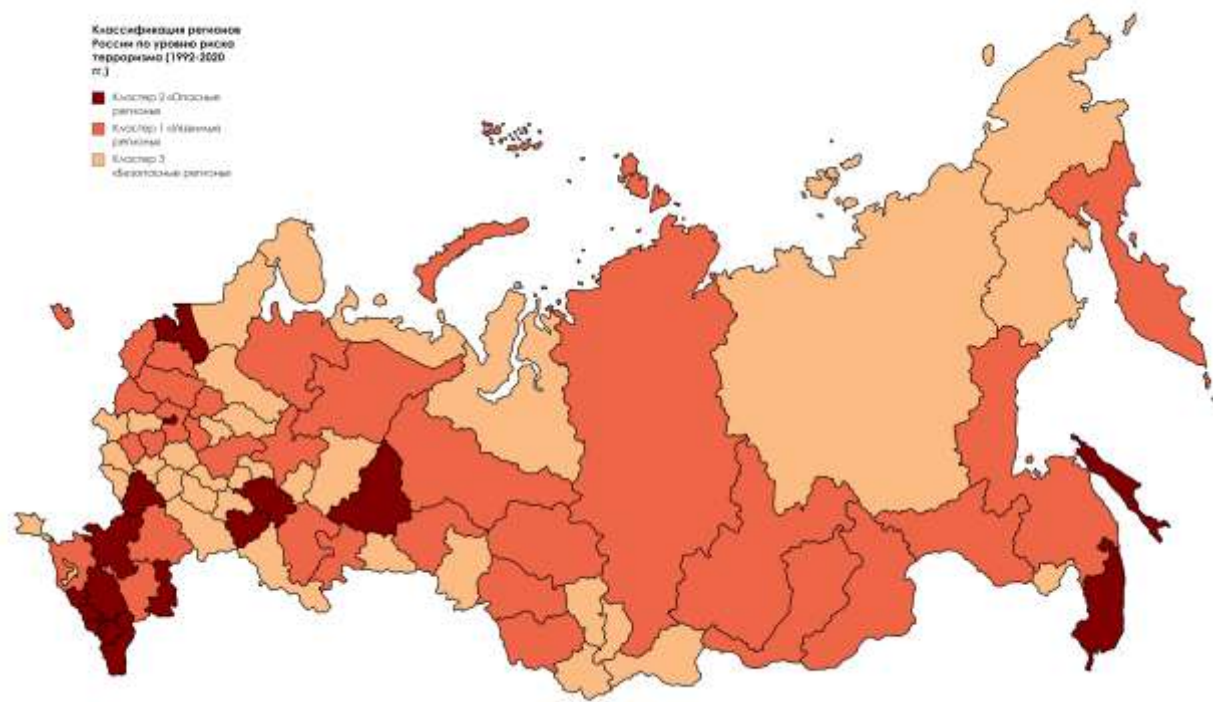 Классификация регионов
России по уровню риска
терроризма (1992-2020
гг.)
Кластер 2 «Опасные
регионы»
Кластер 1 «Уязвимые
регионы»
Кластер 3
«Безопасные регионы»